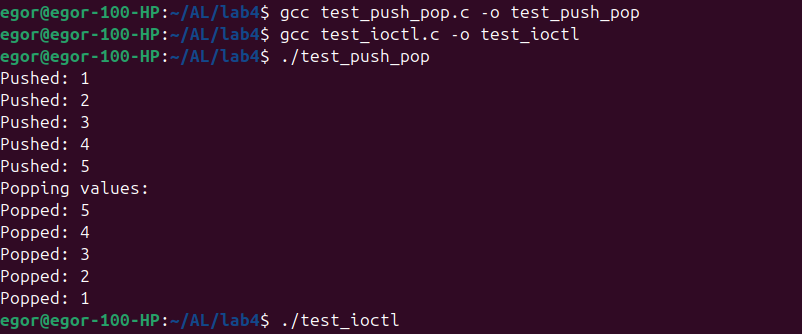 egor@egor-100-HP:~/AL/lab4$ gcc test_push_pop.c -o test_push_pop
egor@egor-100-HP:~/AL/lab4$ gcc test_ioctl.c -o test_ioctl
egor@egor-100-HP:~/AL/lab4$ ./test_push_pop
Pushed: 1
Pushed: 2
Pushed: 3
Pushed: 4
Pushed: 5
Popping values:
Popped: 5
Popped: 4
Popped: 3
Popped: 2
Popped: 1
egor@egor-100-HP:~/AL/lab4$ ./test_ioctl